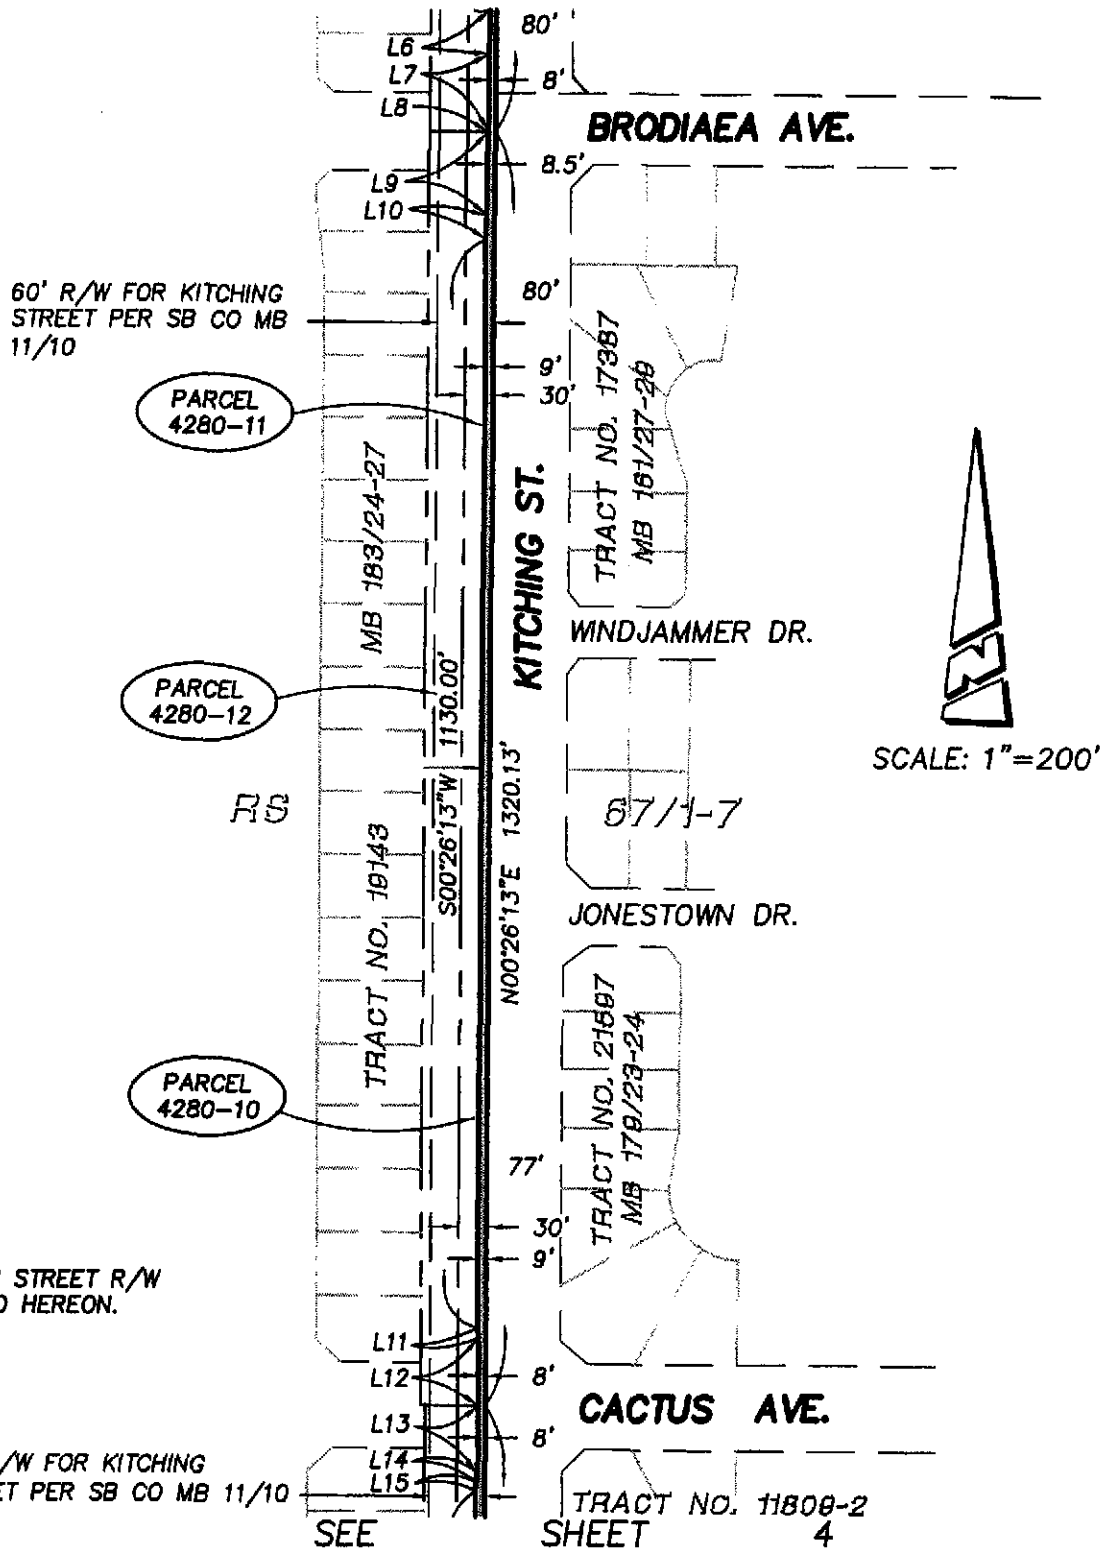 80'
L6
L7
8'
L8
BRODIAEA AVE.
8.5'
L9
L10
60' R/W FOR KITCHING
STREET PER SB CO MB
11/10
80'
9'
30'
PARCEL
4280-11
TRACT NO. 17387
MB 161/27-29
MB 183/24-27
KITCHING ST.
WINDJAMMER DR.
PARCEL
4280-12
S00°26'13"W 1130.00'
N00°26'13"E 1320.13'
N
SCALE: 1"=200'
RS
67/1-7
TRACT NO. 19143
JONESTOWN DR.
PARCEL
4280-10
TRACT NO. 21597
MB 179/23-24
77'
30'
9'
STREET R/W
HEREON.
L11
L12
8'
CACTUS AVE.
L13
8'
/W FOR KITCHING
ET PER SB CO MB 11/10
L14
L15
TRACT NO. 11809-2
SEE SHEET 4